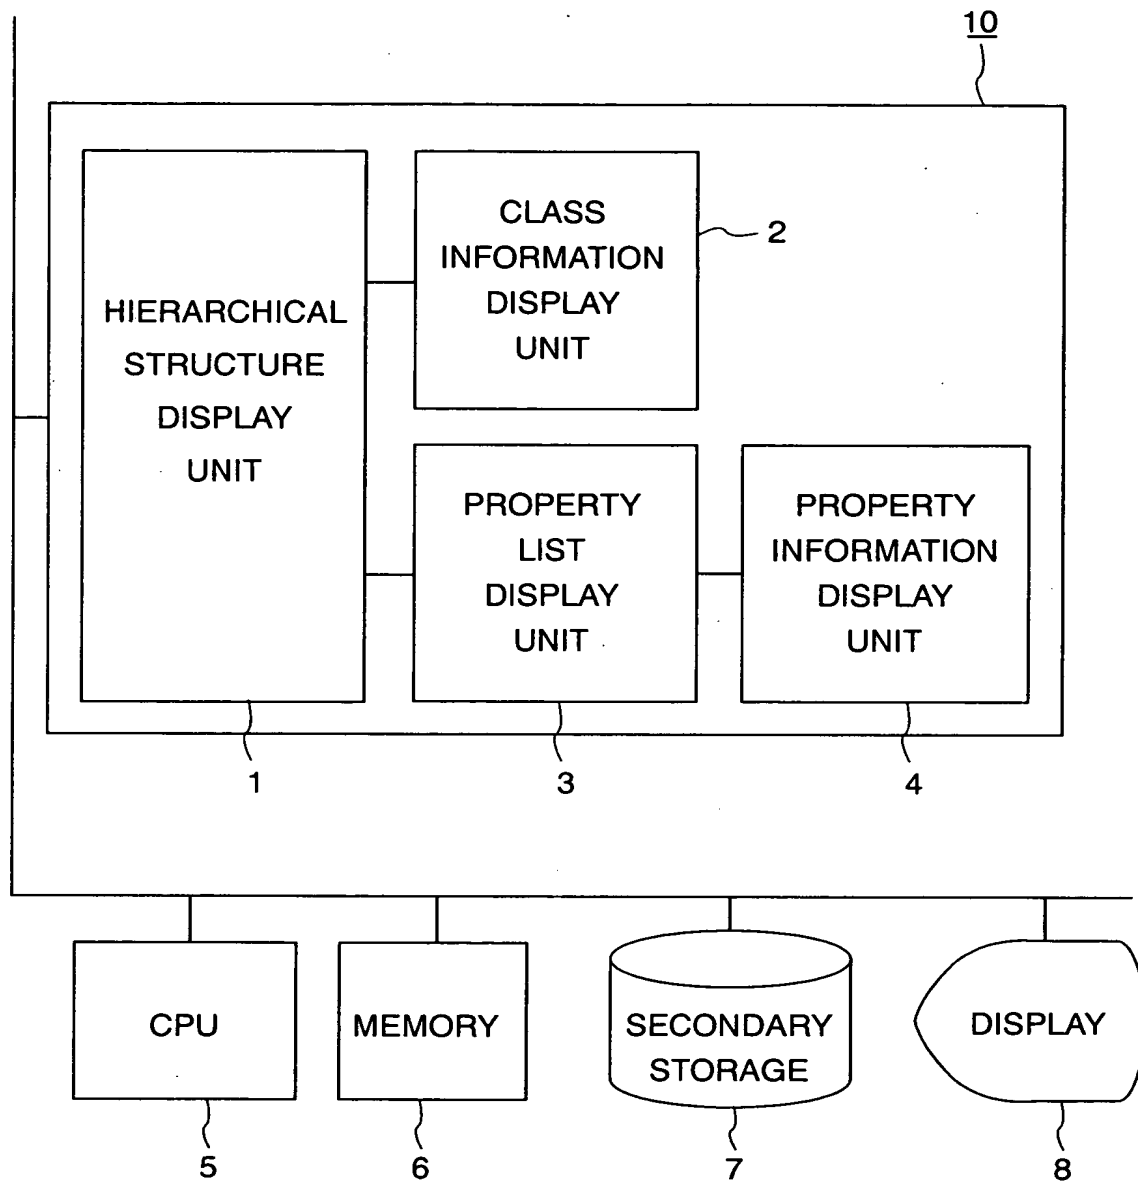 10
CLASS
INFORMATION
DISPLAY
UNIT
2
HIERARCHICAL
STRUCTURE
DISPLAY
UNIT
PROPERTY
LIST
DISPLAY
UNIT
PROPERTY
INFORMATION
DISPLAY
UNIT
1
3
4
CPU
MEMORY
SECONDARY
STORAGE
DISPLAY
5
6
7
8